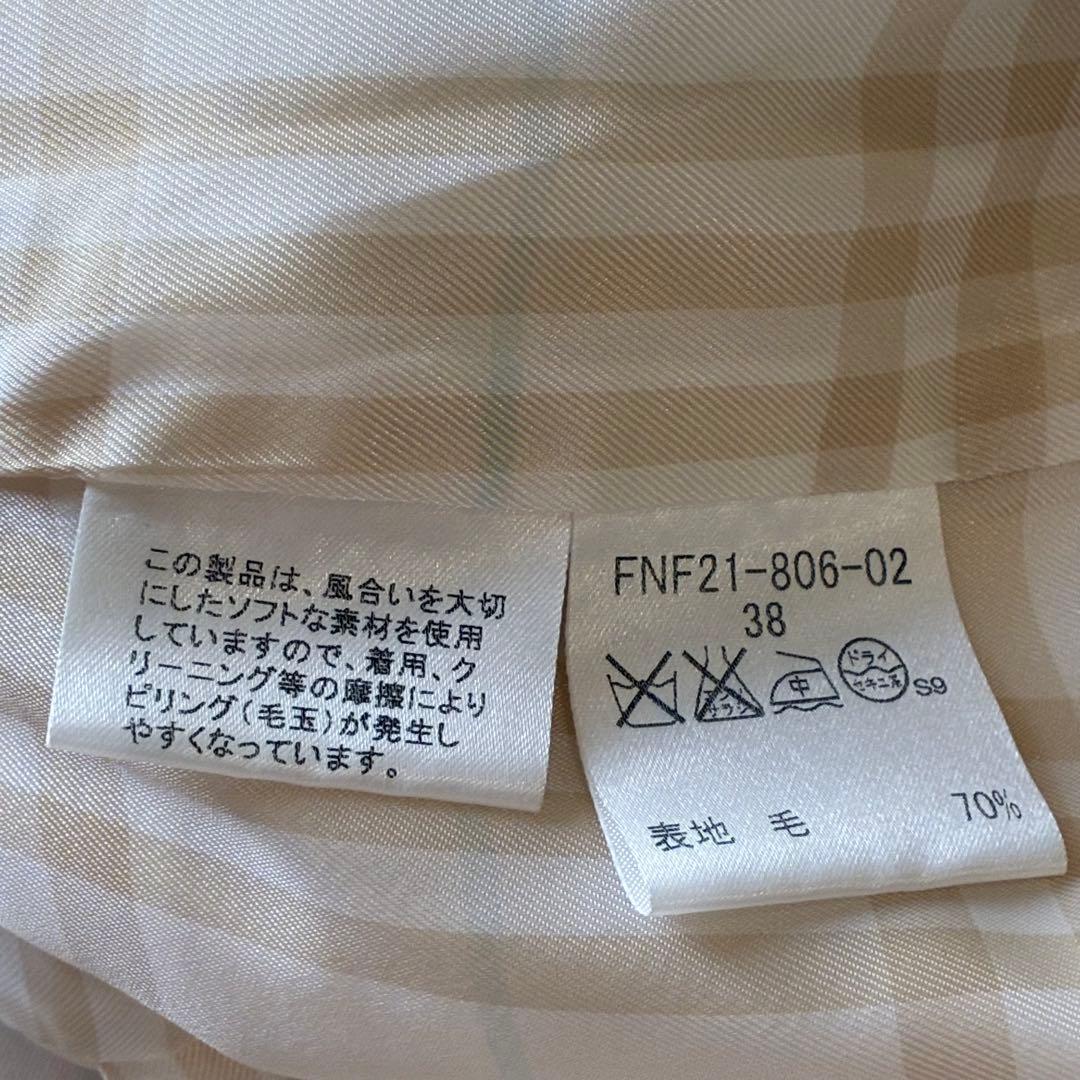 この製品は、風合いを大切
にしたソフトな素材を使用
していますので、着用、ク
リーニング等の摩擦により
ピリング(毛玉)が発生し
やすくなっています。
FNF21-806-02
38
中
ドライ
セキユ系
S9
表地 毛 70%